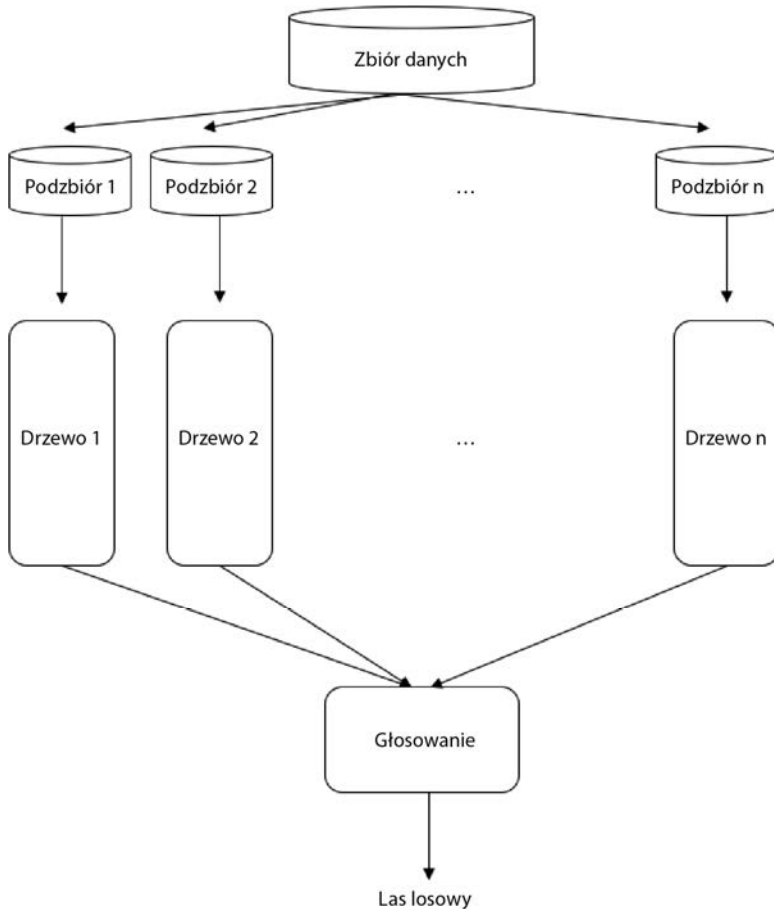 Zbiór danych
Podzbiór 1
Podzbiór 2
…
Podzbiór n
Drzewo 1
Drzewo 2
…
Drzewo n
Głosowanie
Las losowy